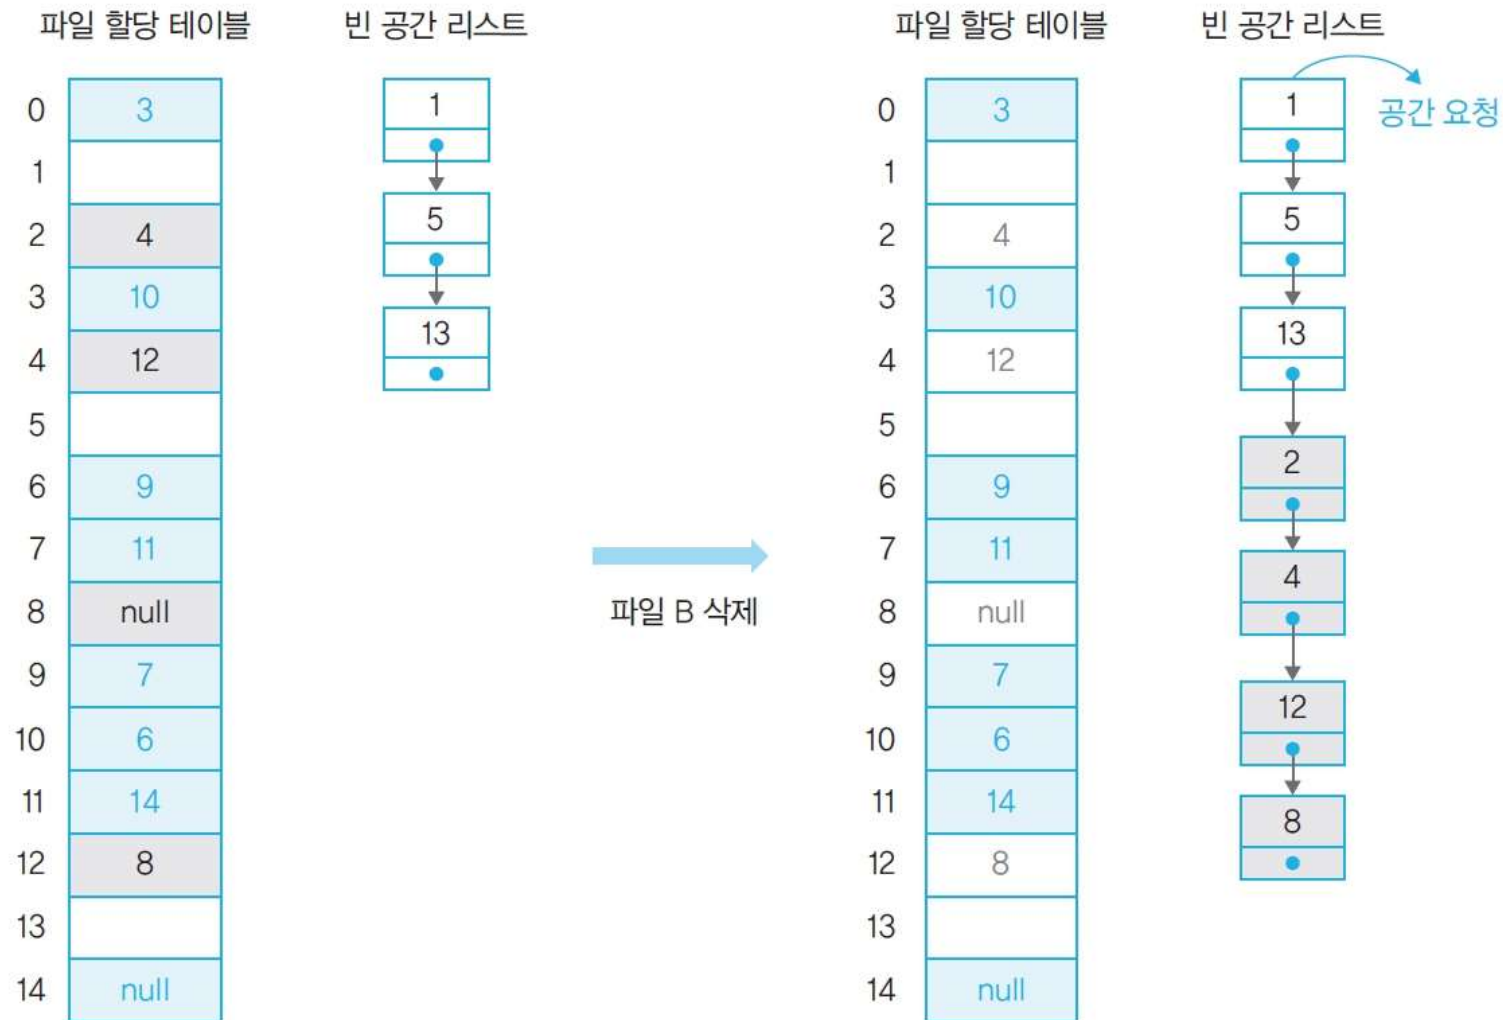 파일 할당 테이블 빈 공간 리스트 파일 할당 테이블 빈 공간 리스트
0 3 1 0 3 1 공간 요청
1 1
2 4 5 2 4 5
3 10 3 10
4 12 13 4 12 13
5 5
6 9 6 9 2
7 11 7 11 4
파일 B 삭제
8 null 8 null
9 7 9 7
10 6 10 6 12
11 14 11 14
12 8 12 8 8
13 13
14 null 14 null